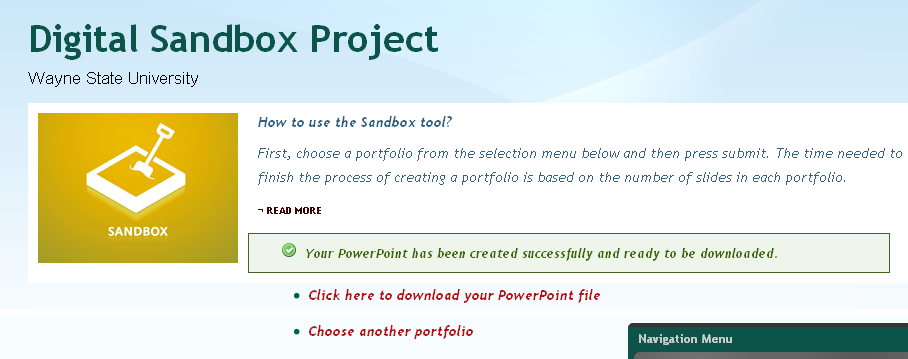 Digital Sandbox Project
Wayne State University
How to use the Sandbox tool?
First, choose a portfolio from the selection menu below and then press submit. The time needed to
finish the process of creating a portfolio is based on the number of slides in each portfolio.
¬ READ MORE
SANDBOX
Your PowerPoint has been created successfully and ready to be downloaded.
Click here to download your PowerPoint file
Choose another portfolio
Navigation Menu